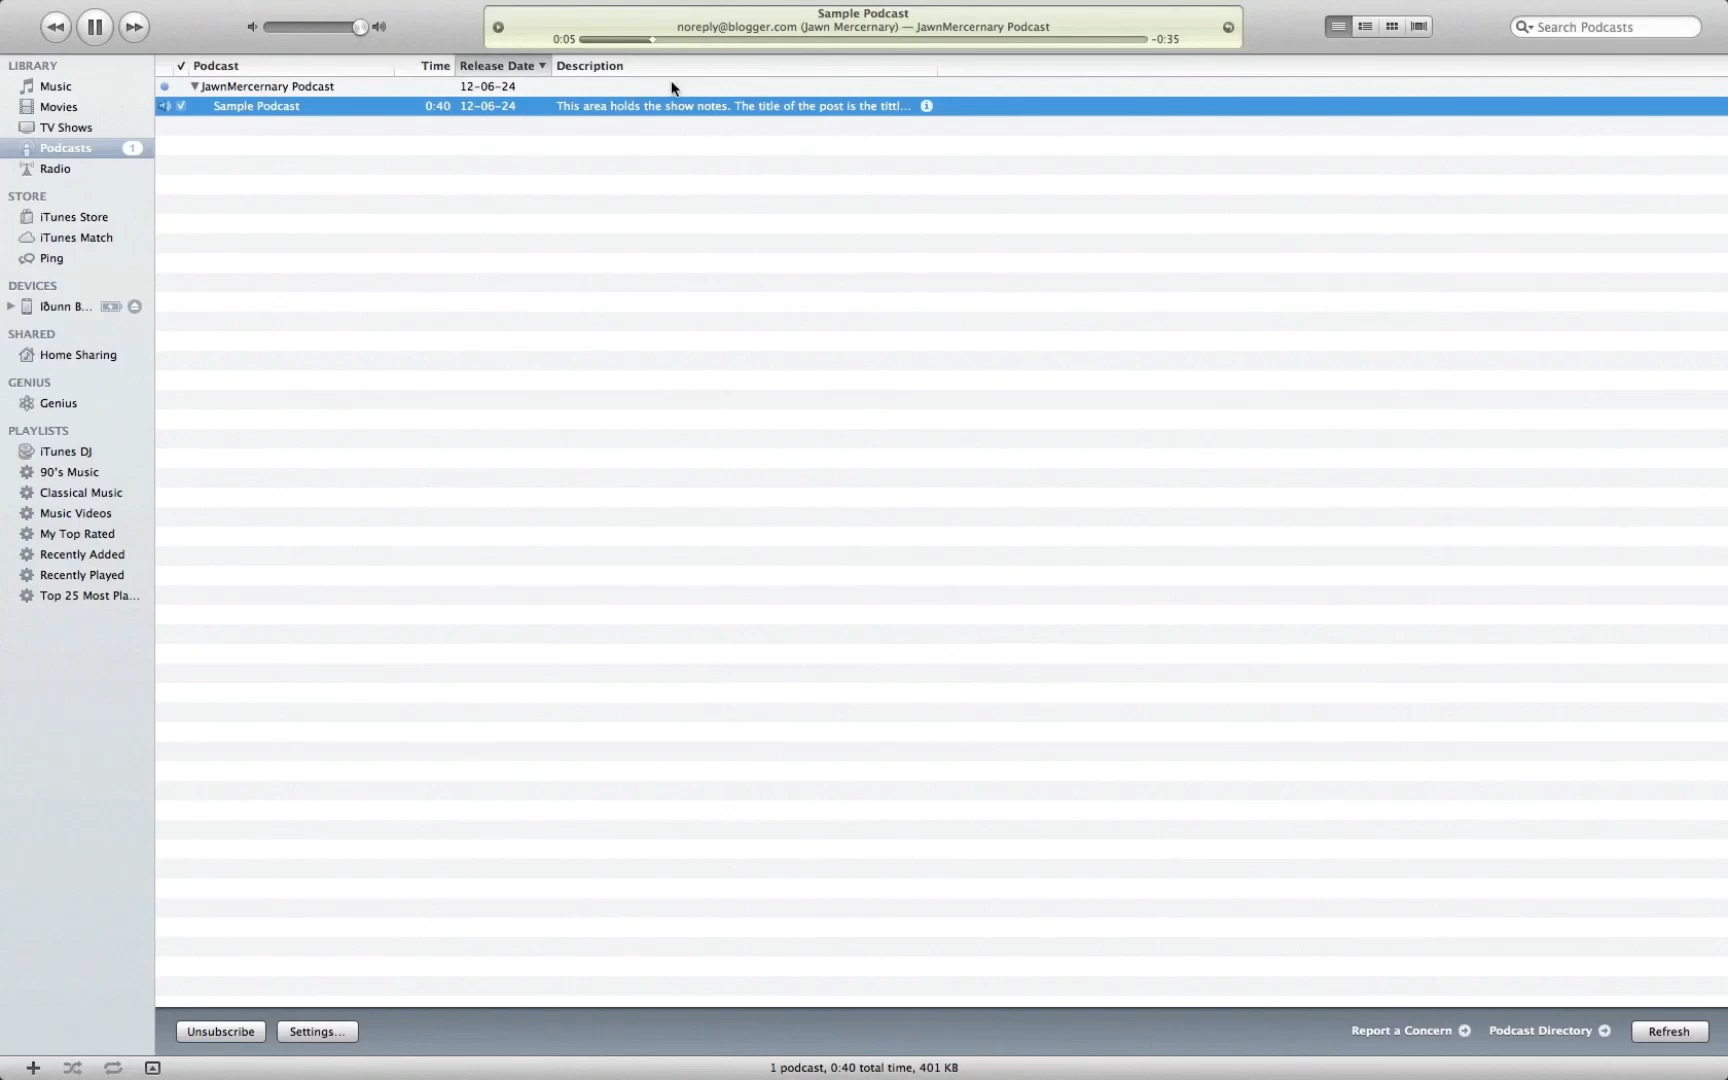 Sample Podcast
noreply@blogger.com (Jawn Mercernary) — JawnMercernary Podcast
0:05 -0:35
Search Podcasts
LIBRARY
Music
Movies
TV Shows
Podcasts 1
Radio
STORE
iTunes Store
iTunes Match
Ping
DEVICES
Iðunn B...
SHARED
Home Sharing
GENIUS
Genius
PLAYLISTS
iTunes DJ
90's Music
Classical Music
Music Videos
My Top Rated
Recently Added
Recently Played
Top 25 Most Pla...
✓ Podcast Time Release Date ▼ Description
JawnMercernary Podcast 12-06-24
Sample Podcast 0:40 12-06-24 This area holds the show notes. The title of the post is the tittl...
Unsubscribe Settings... Report a Concern Podcast Directory Refresh
1 podcast, 0:40 total time, 401 KB